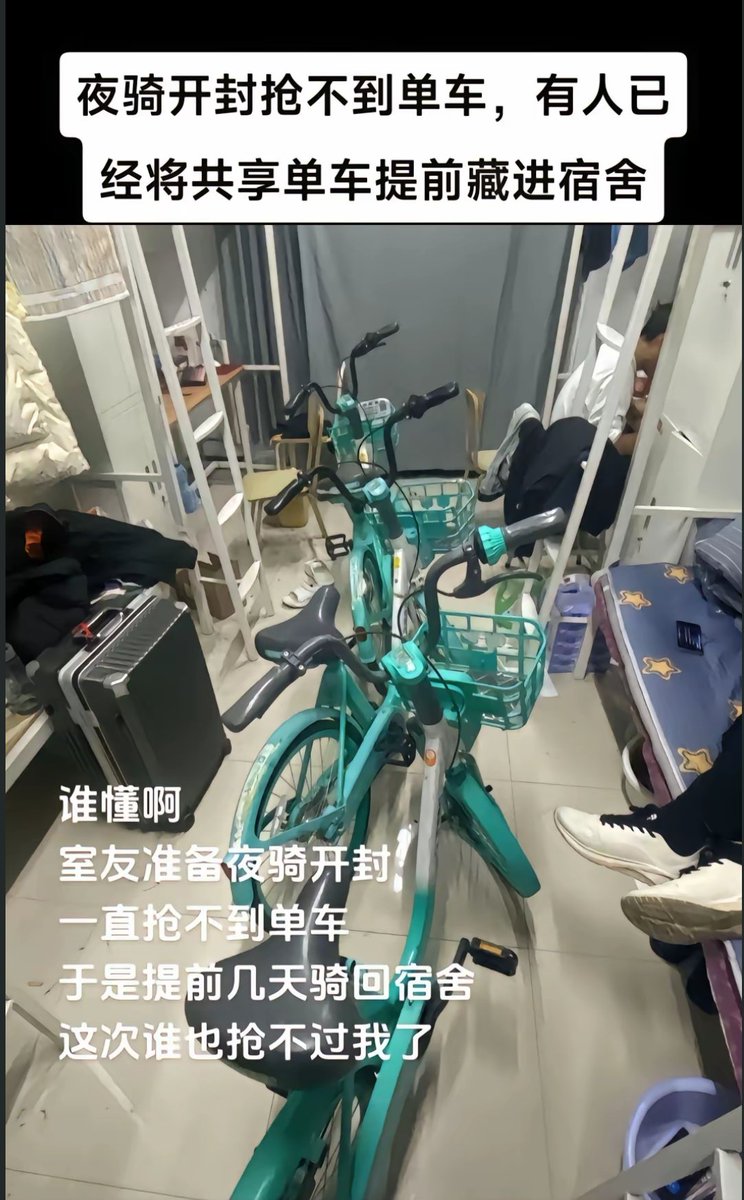 夜骑开封抢不到单车，有人已
经将共享单车提前藏进宿舍
谁懂啊
室友准备夜骑开封
一直抢不到单车
于是提前几天骑回宿舍
这次谁也抢不过我了